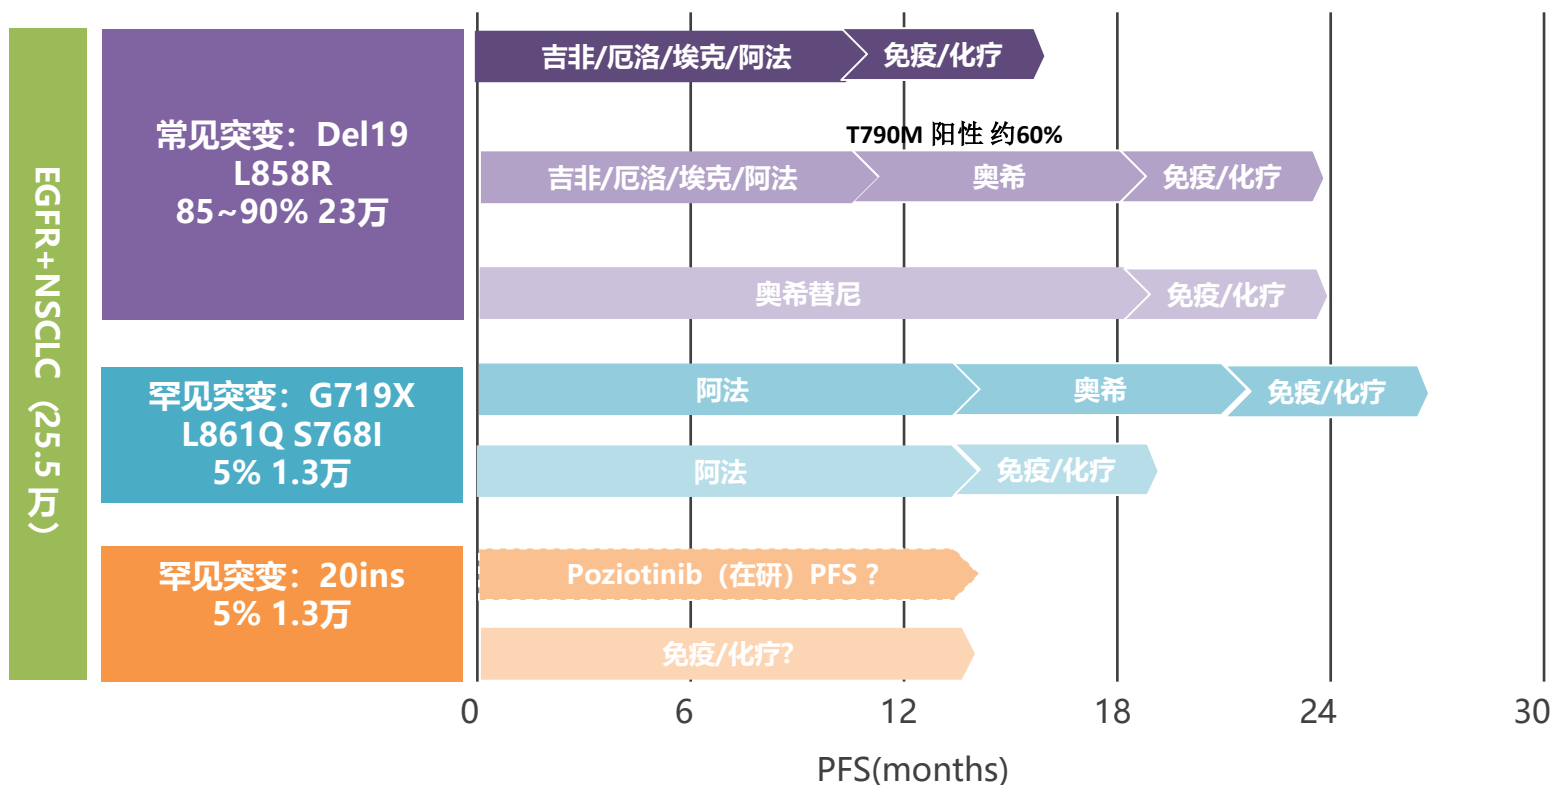 EGFR+NSCLC（25.5万）
常见突变：Del19
L858R
85~90% 23万
吉非/厄洛/埃克/阿法
免疫/化疗
T790M 阳性 约60%
吉非/厄洛/埃克/阿法
奥希
免疫/化疗
奥希替尼
免疫/化疗
罕见突变：G719X
L861Q S768I
5% 1.3万
阿法
奥希
免疫/化疗
阿法
免疫/化疗
罕见突变：20ins
5% 1.3万
Poziotinib（在研）PFS ?
免疫/化疗?
0 6 12 18 24 30
PFS(months)